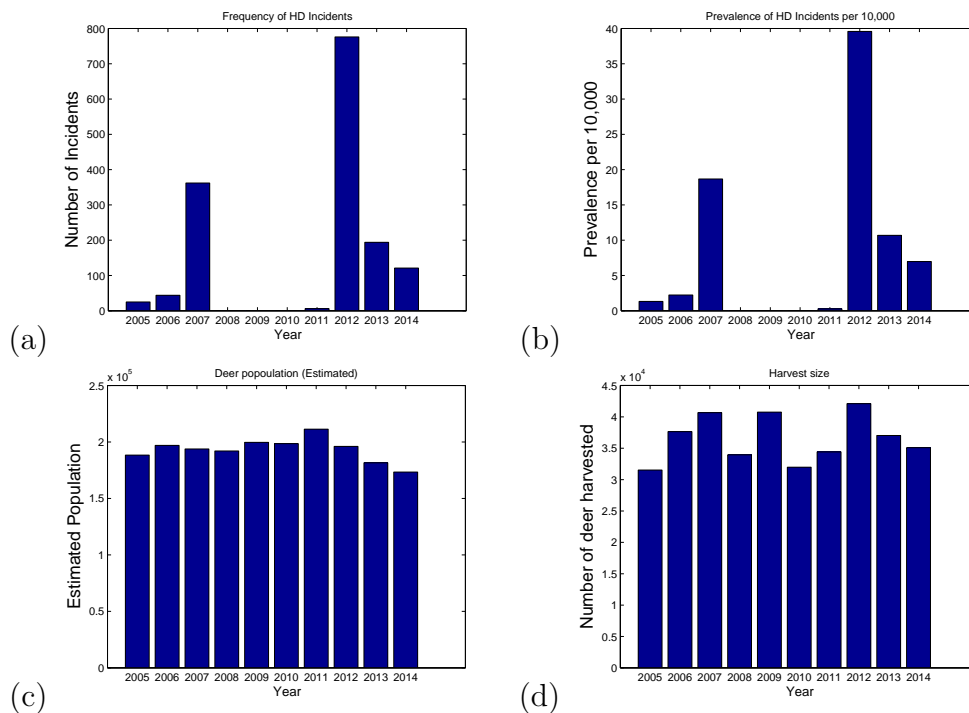 Frequency of HD Incidents
800
700
600
500
400
300
200
100
0
Number of Incidents
2005 2006 2007 2008 2009 2010 2011 2012 2013 2014
Year
(a)
Prevalence of HD Incidents per 10,000
40
35
30
25
20
15
10
5
0
Prevalence per 10,000
2005 2006 2007 2008 2009 2010 2011 2012 2013 2014
Year
(b)
Deer popoulation (Estimated)
x 10^5
2.5
2
1.5
1
0.5
0
Estimated Population
2005 2006 2007 2008 2009 2010 2011 2012 2013 2014
Year
(c)
Harvest size
x 10^4
4.5
4
3.5
3
2.5
2
1.5
1
0.5
0
Number of deer harvested
2005 2006 2007 2008 2009 2010 2011 2012 2013 2014
Year
(d)